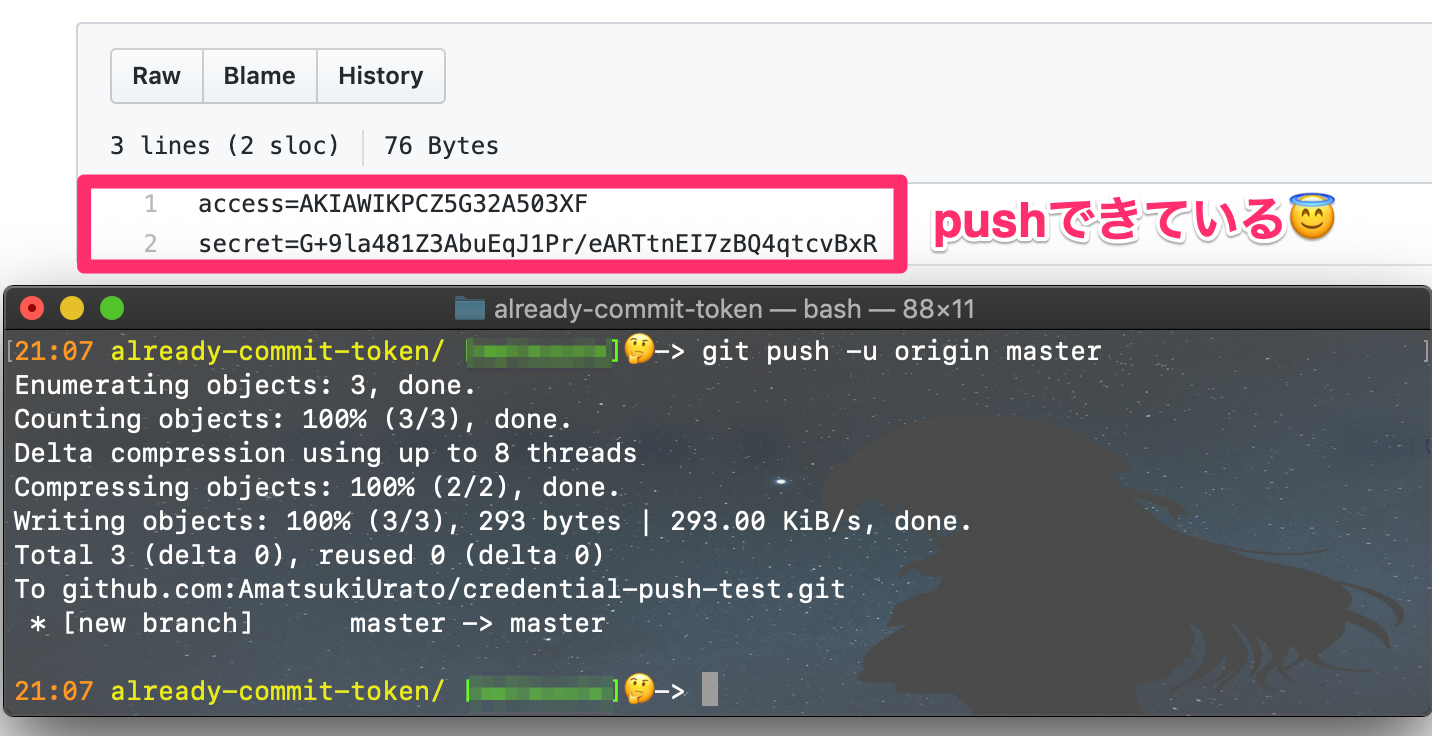 Raw Blame History
3 lines (2 sloc) 76 Bytes
1 access=AKIAWIKPCZ5G32A503XF
2 secret=G+9la481Z3AbuEqJ1Pr/eARTtnEI7zBQ4qtcvBxR
pushできている😇
already-commit-token — bash — 88×11
[21:07 already-commit-token/ [ ]🤔-> git push -u origin master ]
Enumerating objects: 3, done.
Counting objects: 100% (3/3), done.
Delta compression using up to 8 threads
Compressing objects: 100% (2/2), done.
Writing objects: 100% (3/3), 293 bytes | 293.00 KiB/s, done.
Total 3 (delta 0), reused 0 (delta 0)
To github.com:AmatsukiUrato/credential-push-test.git
* [new branch] master -> master
21:07 already-commit-token/ [ ]🤔->